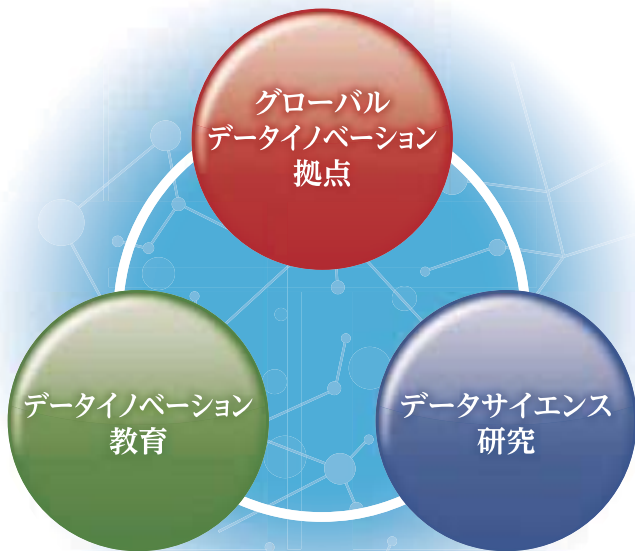 グローバル
データイノベーション
拠点
データイノベーション
教育
データサイエンス
研究